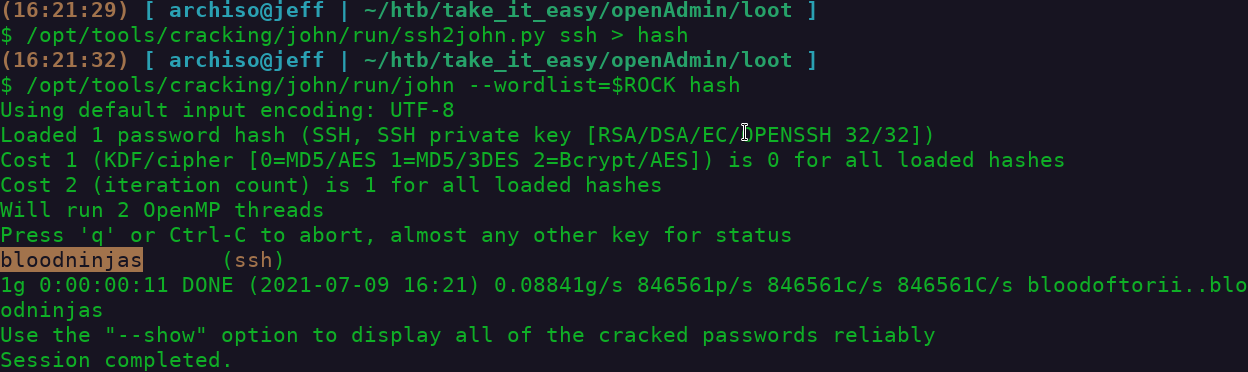 (16:21:29) [ archiso@jeff | ~/htb/take_it_easy/openAdmin/loot ]
$ /opt/tools/cracking/john/run/ssh2john.py ssh > hash
(16:21:32) [ archiso@jeff | ~/htb/take_it_easy/openAdmin/loot ]
$ /opt/tools/cracking/john/run/john --wordlist=$ROCK hash
Using default input encoding: UTF-8
Loaded 1 password hash (SSH, SSH private key [RSA/DSA/EC/OPENSSH 32/32])
Cost 1 (KDF/cipher [0=MD5/AES 1=MD5/3DES 2=Bcrypt/AES]) is 0 for all loaded hashes
Cost 2 (iteration count) is 1 for all loaded hashes
Will run 2 OpenMP threads
Press 'q' or Ctrl-C to abort, almost any other key for status
bloodninjas      (ssh)
1g 0:00:00:11 DONE (2021-07-09 16:21) 0.08841g/s 846561p/s 846561c/s 846561C/s bloodoftorii..blo
odninjas
Use the "--show" option to display all of the cracked passwords reliably
Session completed.